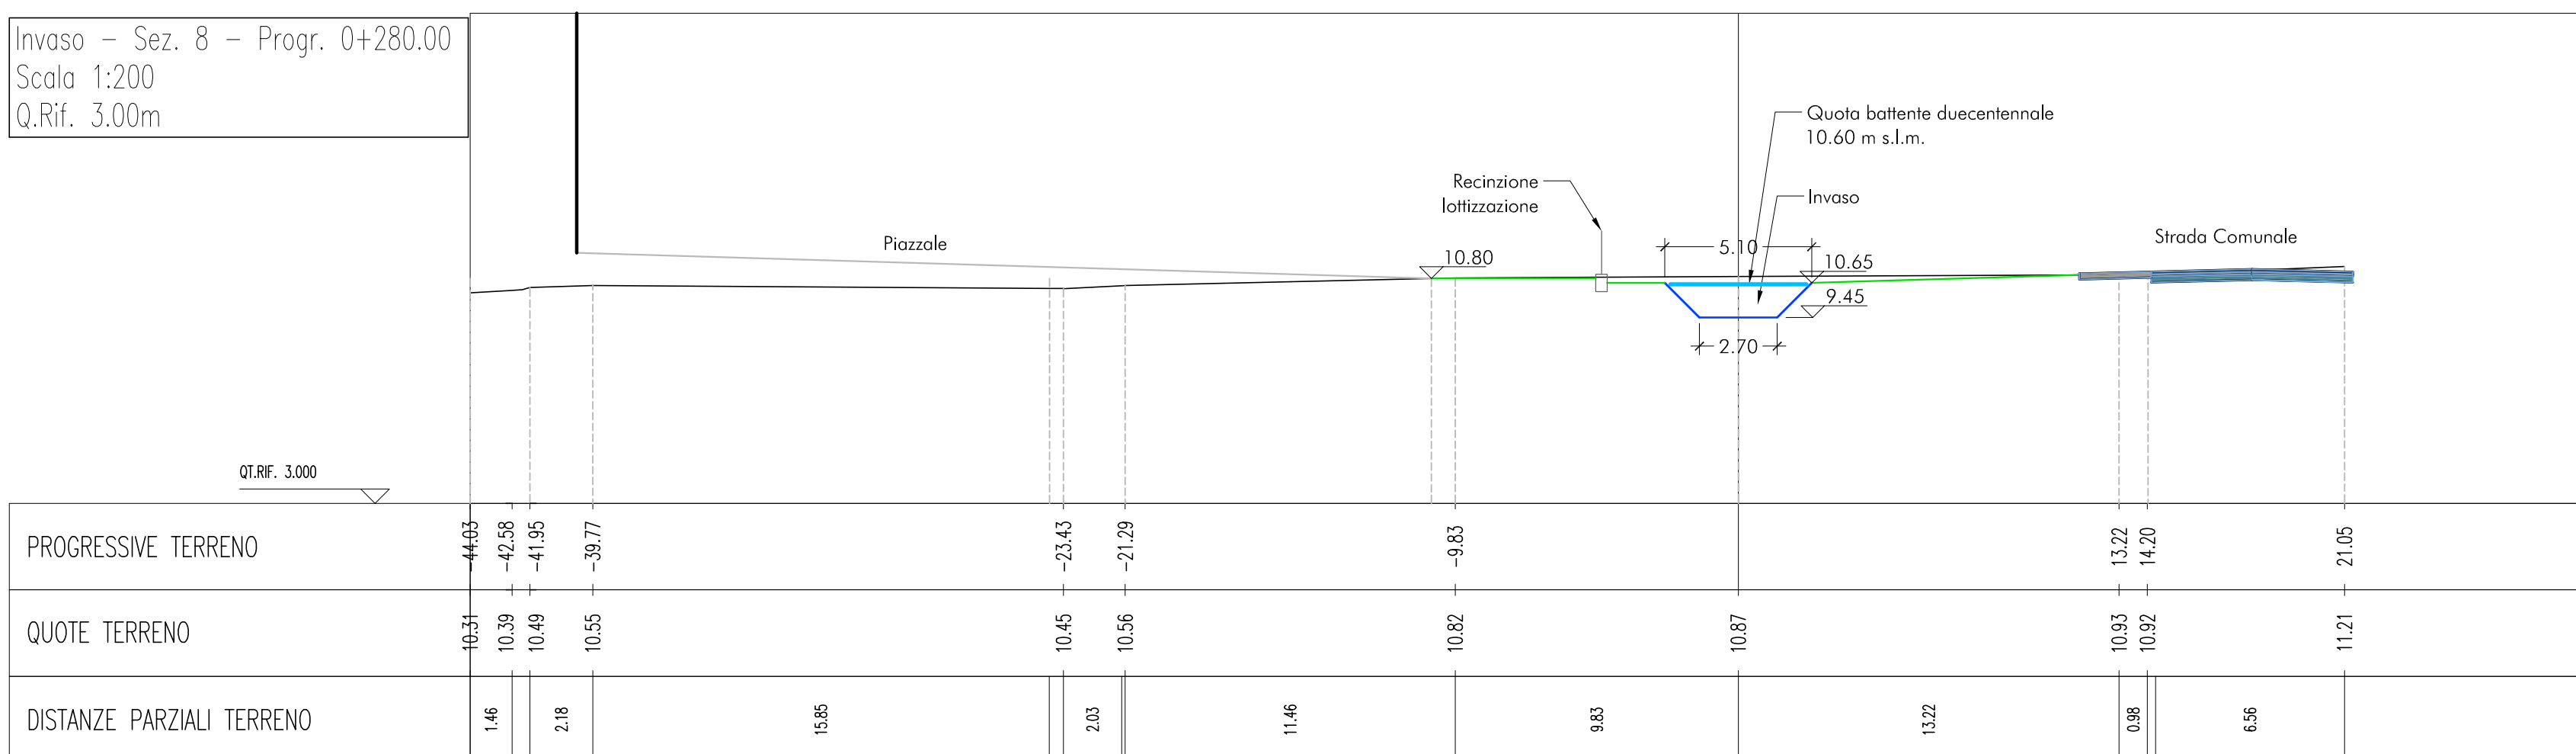 Invaso - Sez. 8 - Progr. 0+280.00
Scala 1:200
Q.Rif. 3.00m
Quota battente duecentennale
10.60 m s.l.m.
Recinzione
lottizzazione
Invaso
Piazzale
Strada Comunale
5.10
10.80
10.65
9.45
2.70
QT.RIF. 3.000
PROGRESSIVE TERRENO
-44.03 -42.58 -41.95 -39.77 -23.43 -21.29 -9.83 13.22 14.20 21.05
QUOTE TERRENO
10.31 10.39 10.49 10.55 10.45 10.56 10.82 10.87 10.93 10.92 11.21
DISTANZE PARZIALI TERRENO
1.46 2.18 15.85 2.03 11.46 9.83 13.22 0.98 6.56